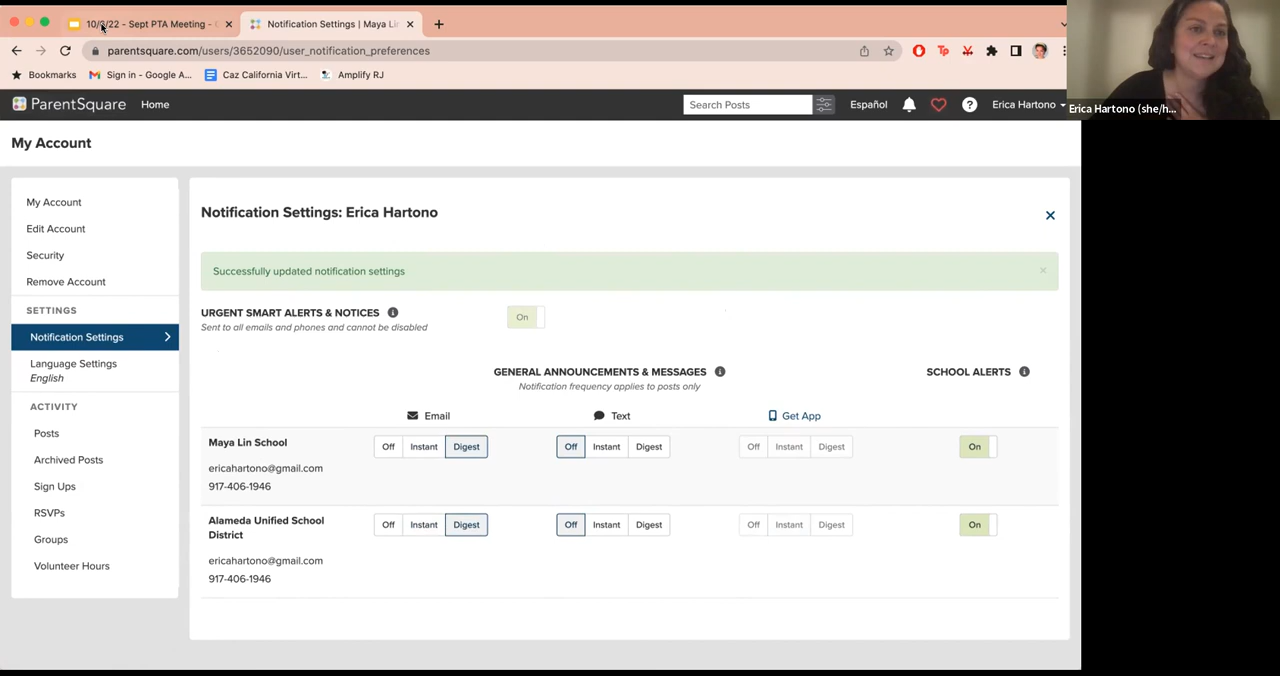 10/3/22 - Sept PTA Meeting -
Notification Settings | Maya Lin
parentsquare.com/users/3652090/user_notification_preferences
Bookmarks
Sign in - Google A...
Caz California Virt...
Amplify RJ
ParentSquare
Home
Search Posts
Español
Erica Hartono
Erica Hartono (she/h...
My Account
My Account
Edit Account
Security
Remove Account
SETTINGS
Notification Settings
Language Settings
English
ACTIVITY
Posts
Archived Posts
Sign Ups
RSVPs
Groups
Volunteer Hours
Notification Settings: Erica Hartono
Successfully updated notification settings
URGENT SMART ALERTS & NOTICES
On
Sent to all emails and phones and cannot be disabled
GENERAL ANNOUNCEMENTS & MESSAGES
SCHOOL ALERTS
Notification frequency applies to posts only
Email
Text
Get App
Maya Lin School
Off Instant Digest
Off Instant Digest
Off Instant Digest
On
ericahartono@gmail.com
917-406-1946
Alameda Unified School
District
Off Instant Digest
Off Instant Digest
Off Instant Digest
On
ericahartono@gmail.com
917-406-1946